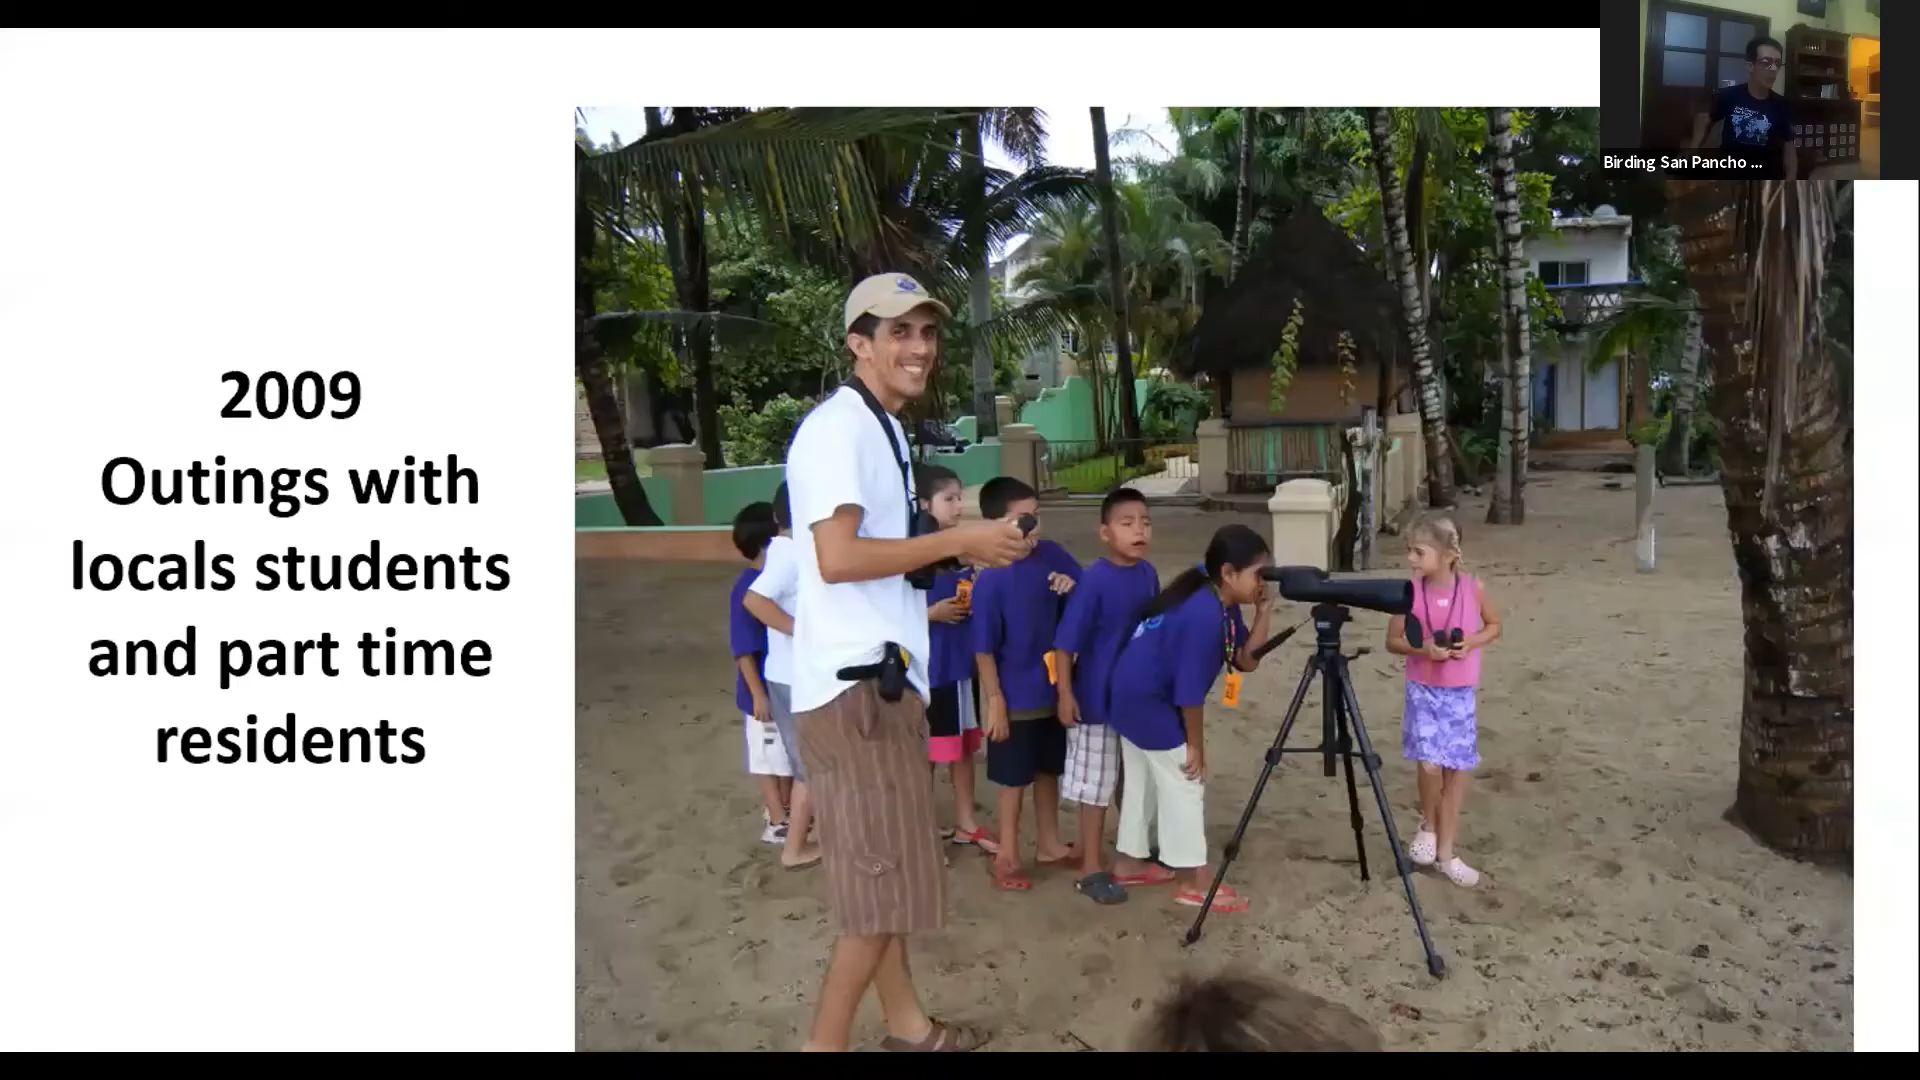 Birding San Pancho ...
2009
Outings with
locals students
and part time
residents